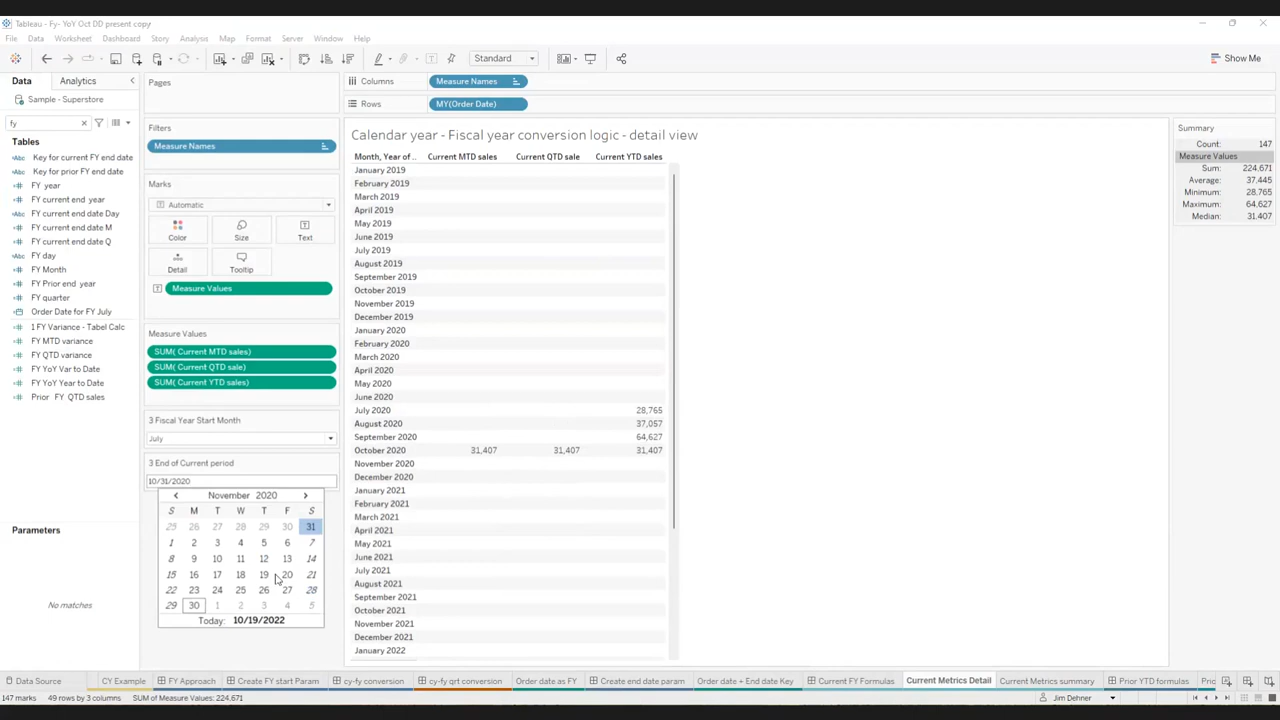 Tableau - Fy- YoY Oct DD present copy
File Data Worksheet Dashboard Story Analysis Map Format Server Window Help
Standard
Show Me
Data Analytics
Sample - Superstore
fy
Tables
Abc Key for current FY end date
Abc Key for prior FY end date
FY year
FY current end year
Abc FY current end date Day
FY current end date M
FY current end date Q
Abc FY day
FY Month
FY Prior end year
FY quarter
Order Date for FY July
1 FY Variance - Tabel Calc
FY MTD variance
FY QTD variance
FY YoY Var to Date
FY YoY Year to Date
Prior FY QTD sales
Parameters
No matches
Pages
Filters
Measure Names
Marks
Automatic
Color Size Text
Detail Tooltip
Measure Values
Measure Values
SUM( Current MTD sales)
SUM( Current QTD sale)
SUM( Current YTD sales)
3 Fiscal Year Start Month
July
3 End of Current period
10/31/2020
November 2020
S M T W T F S
25 26 27 28 29 30 31
1 2 3 4 5 6 7
8 9 10 11 12 13 14
15 16 17 18 19 20 21
22 23 24 25 26 27 28
29 30 1 2 3 4 5
Today: 10/19/2022
Columns Measure Names
Rows MY(Order Date)
Calendar year - Fiscal year conversion logic - detail view
Month, Year of .. Current MTD sales Current QTD sale Current YTD sales
January 2019
February 2019
March 2019
April 2019
May 2019
June 2019
July 2019
August 2019
September 2019
October 2019
November 2019
December 2019
January 2020
February 2020
March 2020
April 2020
May 2020
June 2020
July 2020 28,765
August 2020 37,057
September 2020 64,627
October 2020 31,407 31,407 31,407
November 2020
December 2020
January 2021
February 2021
March 2021
April 2021
May 2021
June 2021
July 2021
August 2021
September 2021
October 2021
November 2021
December 2021
January 2022
Summary
Count: 147
Measure Values
Sum: 224,671
Average: 37,445
Minimum: 28,765
Maximum: 64,627
Median: 31,407
Data Source CY Example FY Approach Create FY start Param cy-fy conversion cy-fy qrt conversion Order date as FY Create end date param Order date + End date Key Current FY Formulas Current Metrics Detail Current Metrics summary Prior YTD formulas Pric
147 marks 49 rows by 3 columns SUM of Measure Values: 224,671 Jim Dehner